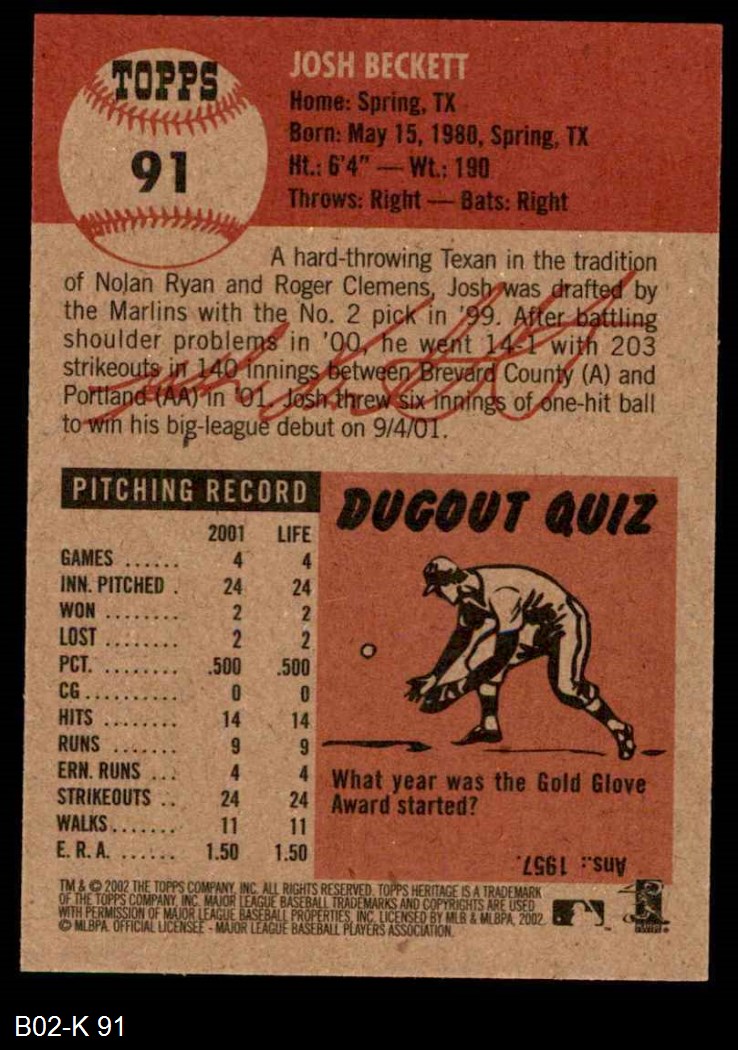 TOPPS
91
JOSH BECKETT
Home: Spring, TX
Born: May 15, 1980, Spring, TX
Ht.: 6'4" — Wt.: 190
Throws: Right — Bats: Right
A hard-throwing Texan in the tradition
of Nolan Ryan and Roger Clemens, Josh was drafted by
the Marlins with the No. 2 pick in '99. After battling
shoulder problems in '00, he went 14-1 with 203
strikeouts in 140 innings between Brevard County (A) and
Portland (AA) in '01. Josh threw six innings of one-hit ball
to win his big-league debut on 9/4/01.
PITCHING RECORD
2001 LIFE
GAMES ...... 4 4
INN. PITCHED . 24 24
WON ........ 2 2
LOST ........ 2 2
PCT. ........ .500 .500
CG.......... 0 0
HITS ........ 14 14
RUNS ....... 9 9
ERN. RUNS ... 4 4
STRIKEOUTS .. 24 24
WALKS....... 11 11
E. R. A. ...... 1.50 1.50
DUGOUT QUIZ
What year was the Gold Glove
Award started?
Ans.: 1957.
TM & © 2002 THE TOPPS COMPANY, INC. ALL RIGHTS RESERVED. TOPPS HERITAGE IS A TRADEMARK
OF THE TOPPS COMPANY, INC. MAJOR LEAGUE BASEBALL TRADEMARKS AND COPYRIGHTS ARE USED
WITH PERMISSION OF MAJOR LEAGUE BASEBALL PROPERTIES, INC. LICENSED BY MLB & MLBPA, 2002.
© MLBPA. OFFICIAL LICENSEE - MAJOR LEAGUE BASEBALL PLAYERS ASSOCIATION.
B02-K 91